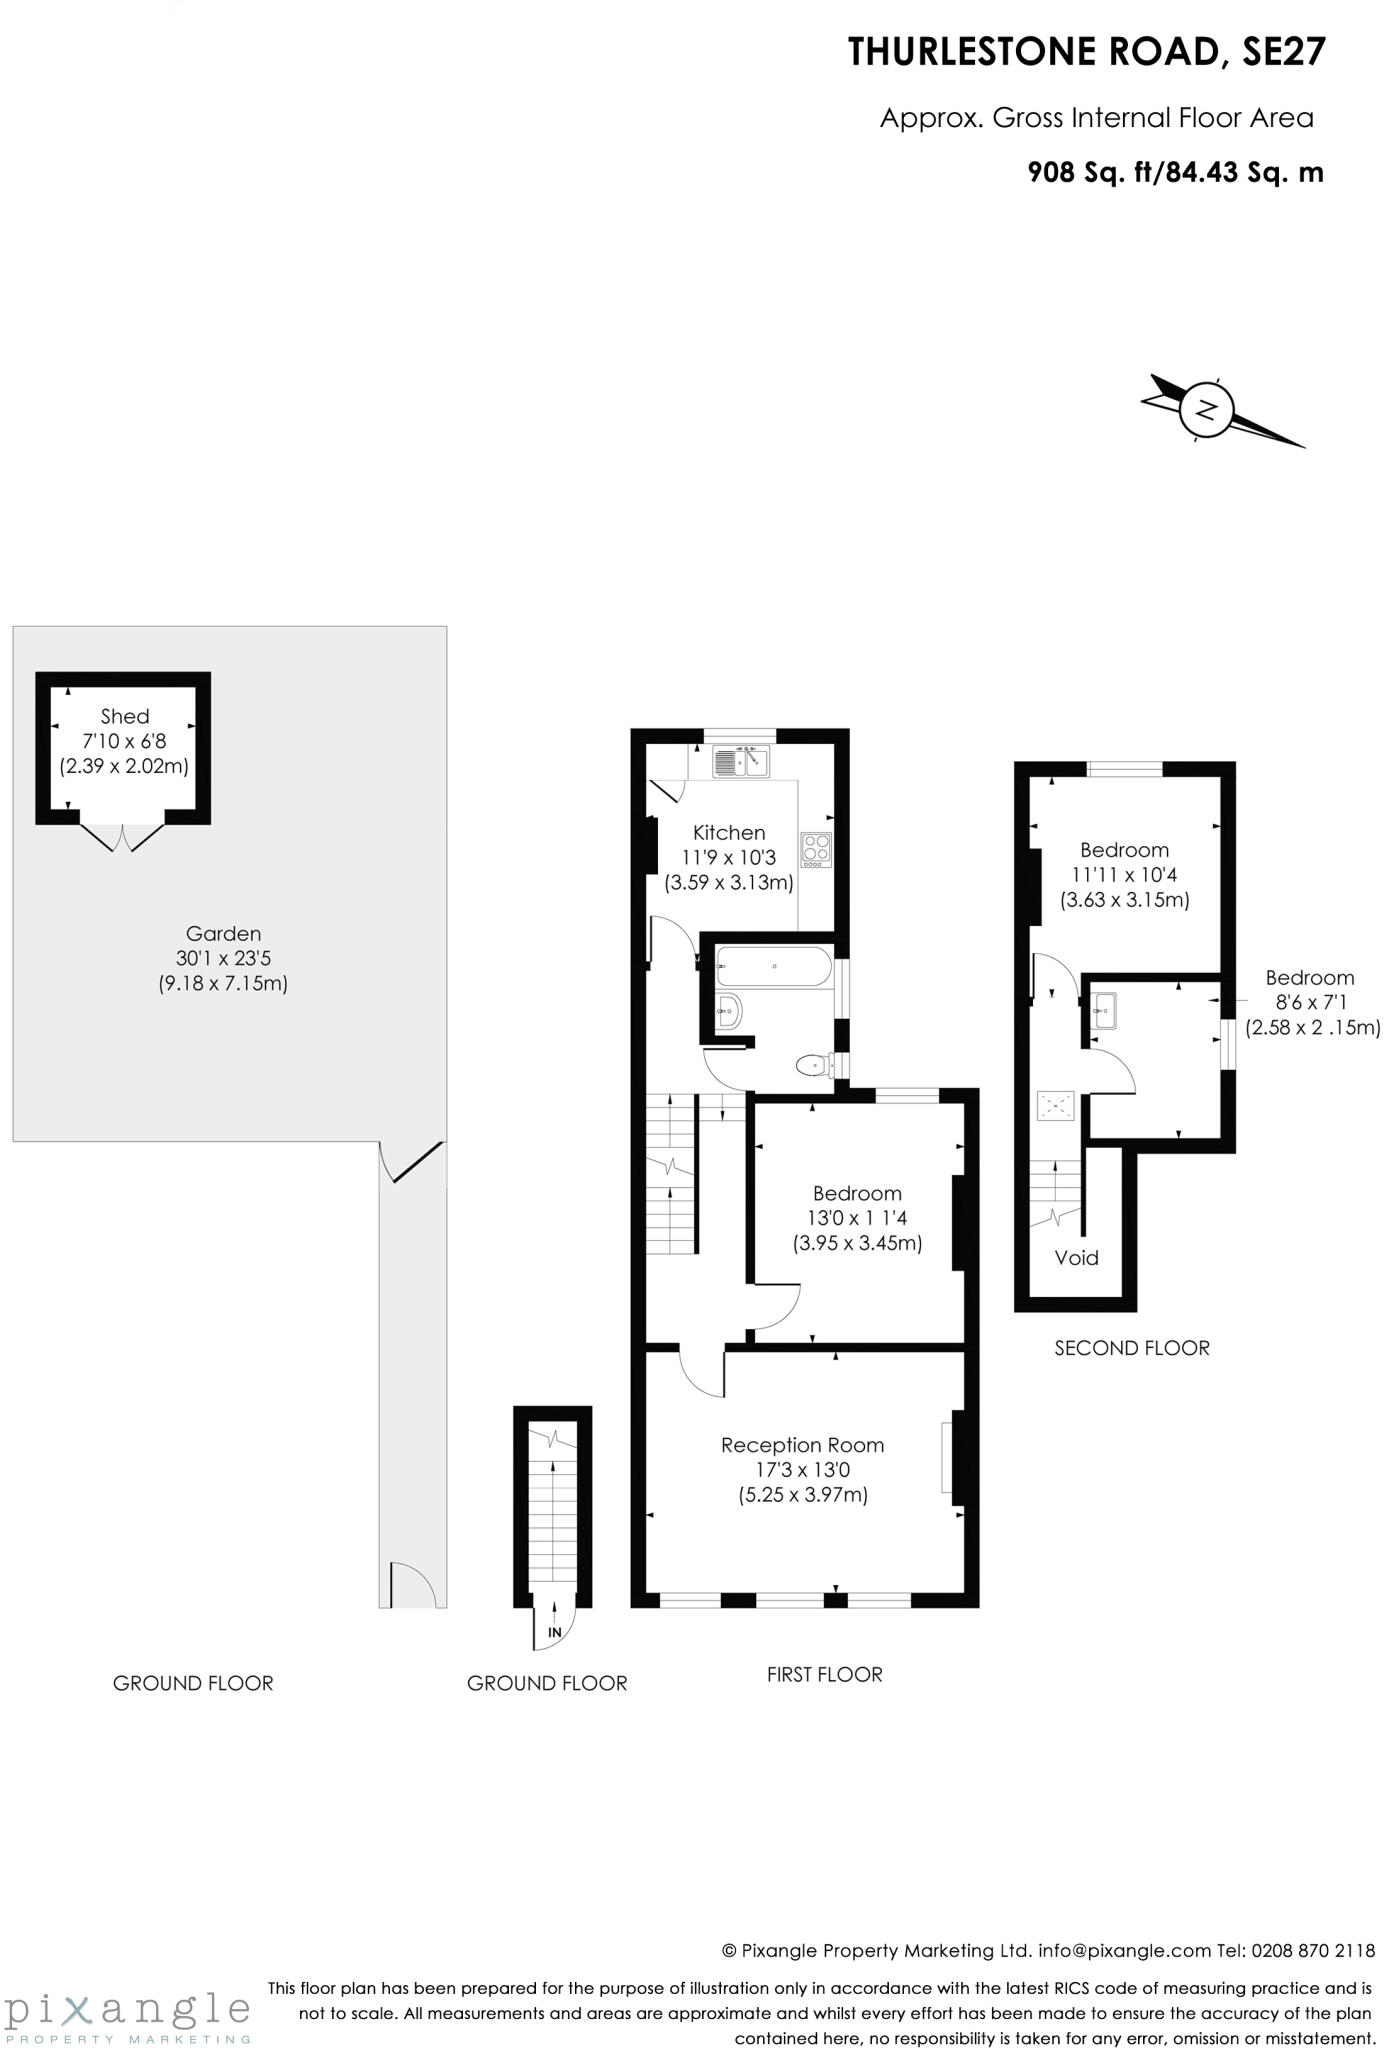 THURLESTONE ROAD, SE27
Approx. Gross Internal Floor Area
908 Sq. ft/84.43 Sq. m
N
Shed
7'10 x 6'8
(2.39 x 2.02m)
Garden
30'1 x 23'5
(9.18 x 7.15m)
GROUND FLOOR
IN
GROUND FLOOR
Kitchen
11'9 x 10'3
(3.59 x 3.13m)
Bedroom
13'0 x 1 1'4
(3.95 x 3.45m)
Reception Room
17'3 x 13'0
(5.25 x 3.97m)
FIRST FLOOR
Bedroom
11'11 x 10'4
(3.63 x 3.15m)
Bedroom
8'6 x 7'1
(2.58 x 2 .15m)
Void
SECOND FLOOR
© Pixangle Property Marketing Ltd. info@pixangle.com Tel: 0208 870 2118
This floor plan has been prepared for the purpose of illustration only in accordance with the latest RICS code of measuring practice and is
not to scale. All measurements and areas are approximate and whilst every effort has been made to ensure the accuracy of the plan
contained here, no responsibility is taken for any error, omission or misstatement.
pixangle
PROPERTY MARKETING